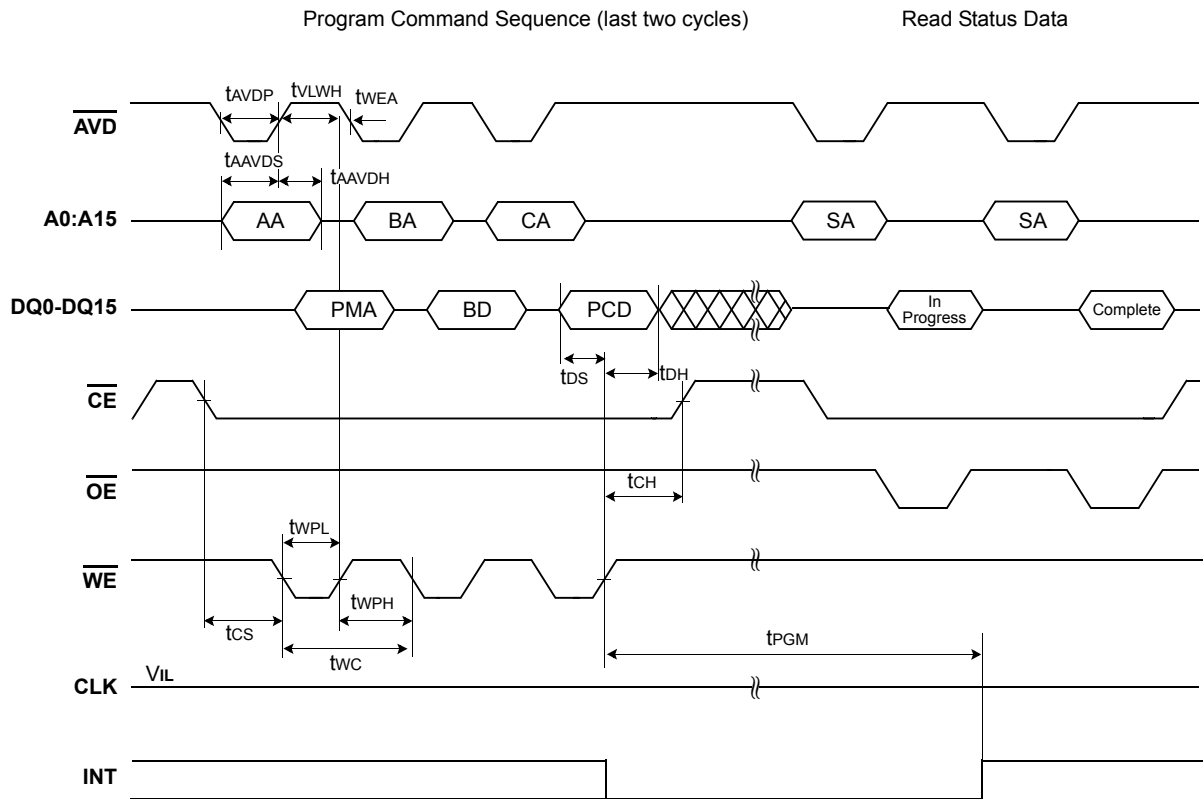 Program Command Sequence (last two cycles) Read Status Data
tAVDP tVLWH tWEA
AVD
tAAVDS tAAVDH
A0:A15 AA BA CA SA SA
DQ0-DQ15 PMA BD PCD In Progress Complete
tDS tDH
CE
tCH
OE
tWPL
WE
tWPH
tCS tWC tPGM
CLK VIL
INT